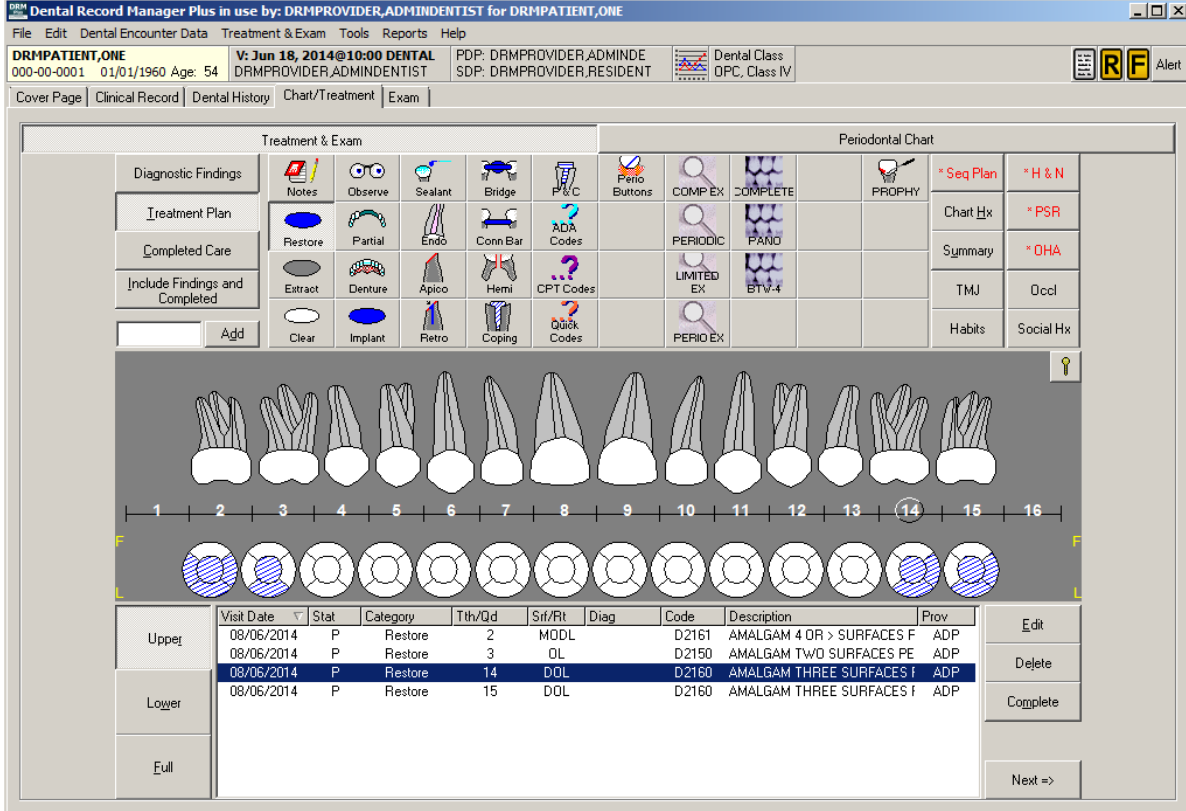 DRM Plus Dental Record Manager Plus in use by: DRMPROVIDER,ADMINDENTIST for DRMPATIENT,ONE
File Edit Dental Encounter Data Treatment & Exam Tools Reports Help
DRMPATIENT,ONE V: Jun 18, 2014@10:00 DENTAL PDP: DRMPROVIDER,ADMINDE Dental Class
000-00-0001 01/01/1960 Age: 54 DRMPROVIDER,ADMINDENTIST SDP: DRMPROVIDER,RESIDENT OPC, Class IV R F Alert
Cover Page Clinical Record Dental History Chart/Treatment Exam
Treatment & Exam Periodontal Chart
Diagnostic Findings Notes Observe Sealant Bridge P&C Perio Buttons COMP EX COMPLETE PROPHY * Seq Plan * H & N
Treatment Plan Restore Partial Endo Conn Bar ADA Codes PERIODIC PANO Chart Hx * PSR
Completed Care Summary * OHA
Include Findings and Completed Extract Denture Apico Hemi CPT Codes LIMITED EX BTW-4 TMJ Occl
Add Clear Implant Retro Coping Quick Codes PERIO EX Habits Social Hx
1 2 3 4 5 6 7 8 9 10 11 12 13 14 15 16
F F
L L
Visit Date Stat Category Tth/Qd Srf/Rt Diag Code Description Prov
Upper 08/06/2014 P Restore 2 MODL D2161 AMALGAM 4 OR > SURFACES F ADP Edit
08/06/2014 P Restore 3 OL D2150 AMALGAM TWO SURFACES PE ADP
08/06/2014 P Restore 14 DOL D2160 AMALGAM THREE SURFACES F ADP Delete
08/06/2014 P Restore 15 DOL D2160 AMALGAM THREE SURFACES F ADP
Lower Complete
Full Next =>